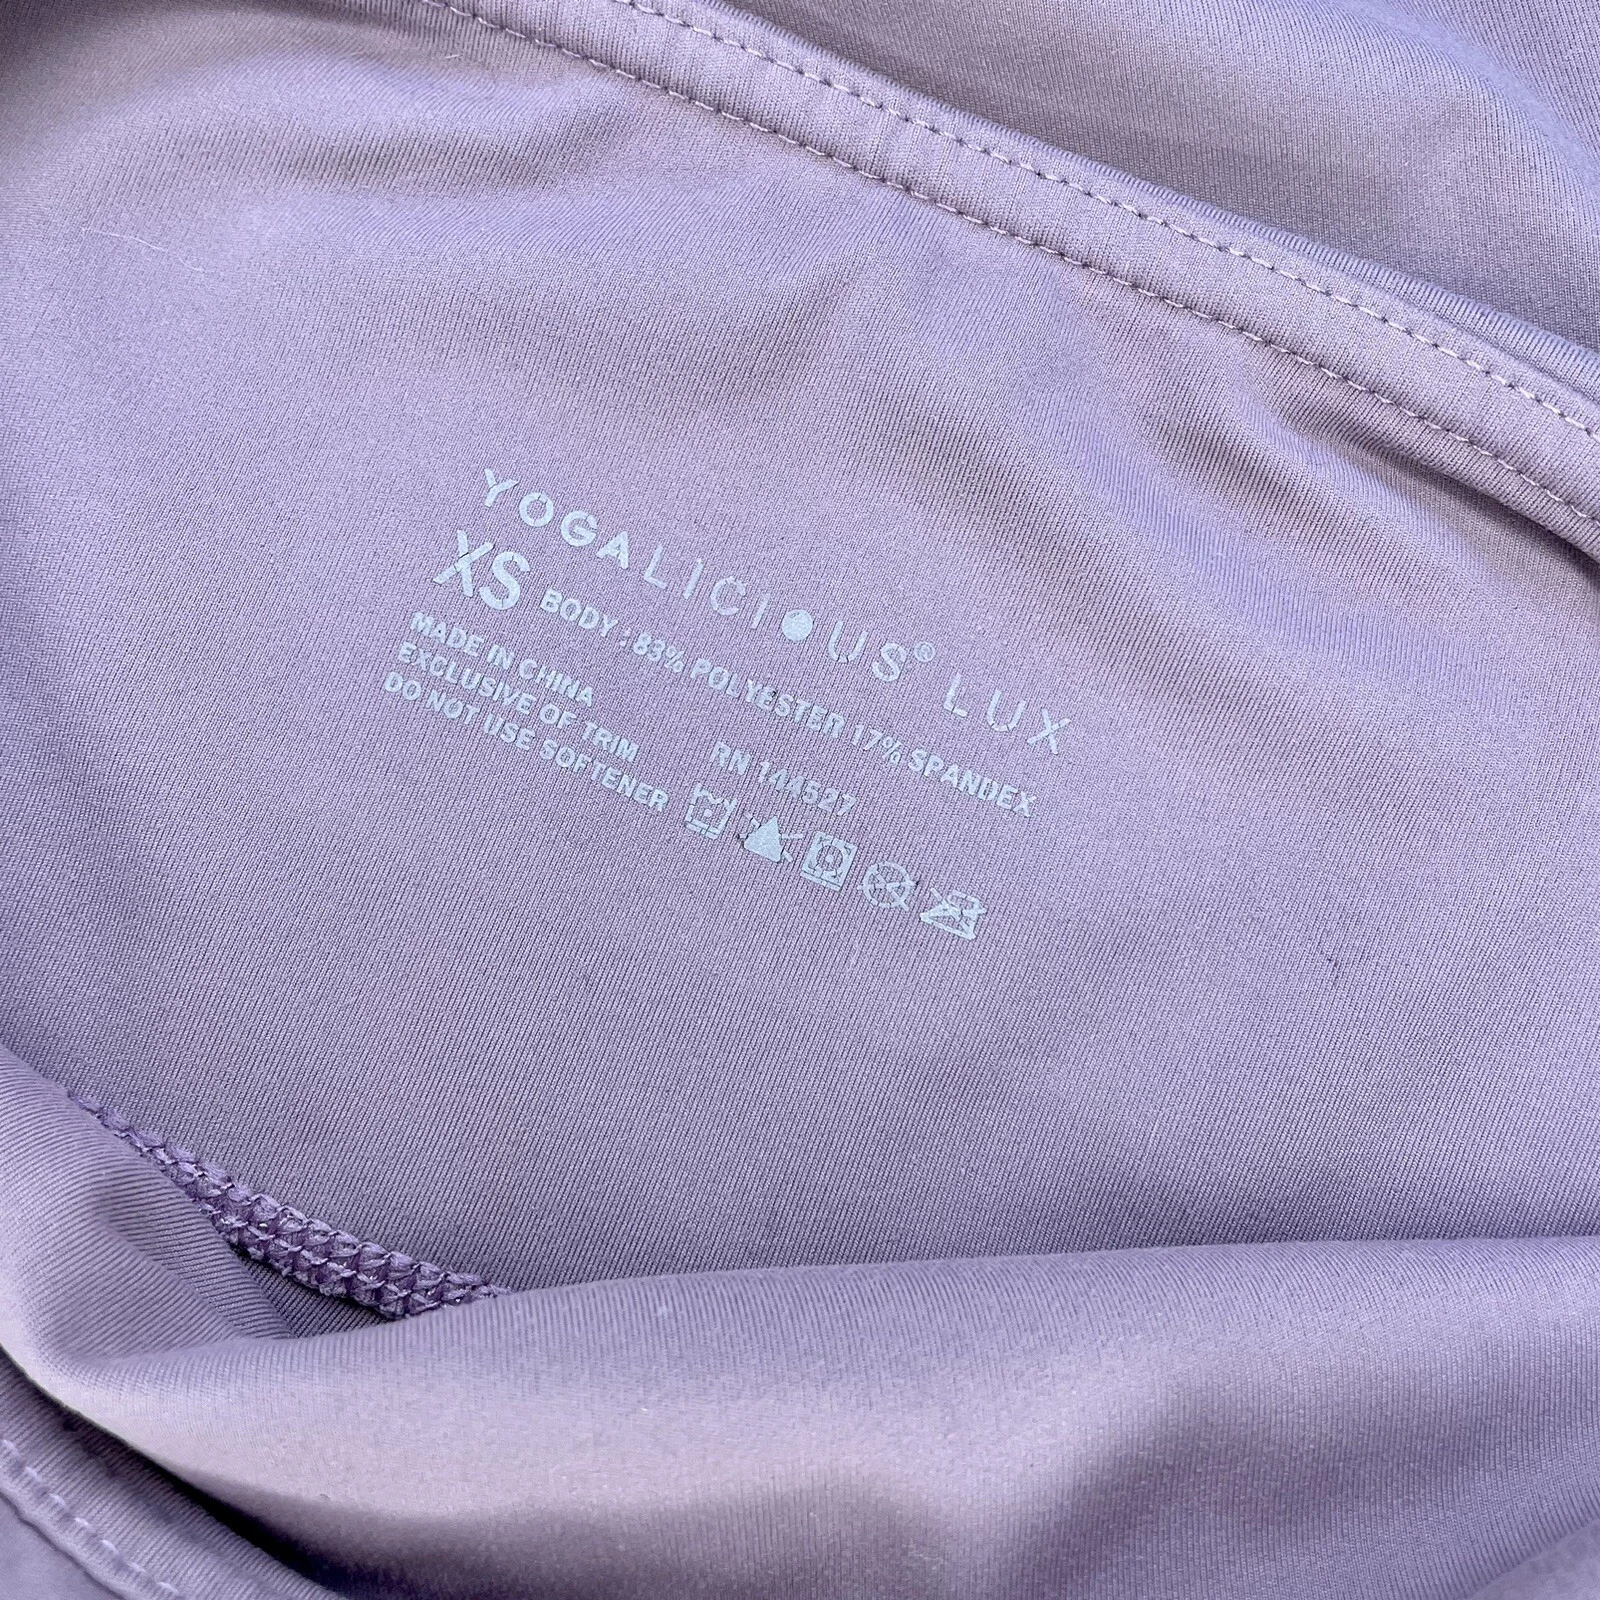 YOGALICIOUS® LUX
XS BODY : 83% POLYESTER 17% SPANDEX
MADE IN CHINA
EXCLUSIVE OF TRIM RN 144527
DO NOT USE SOFTENER